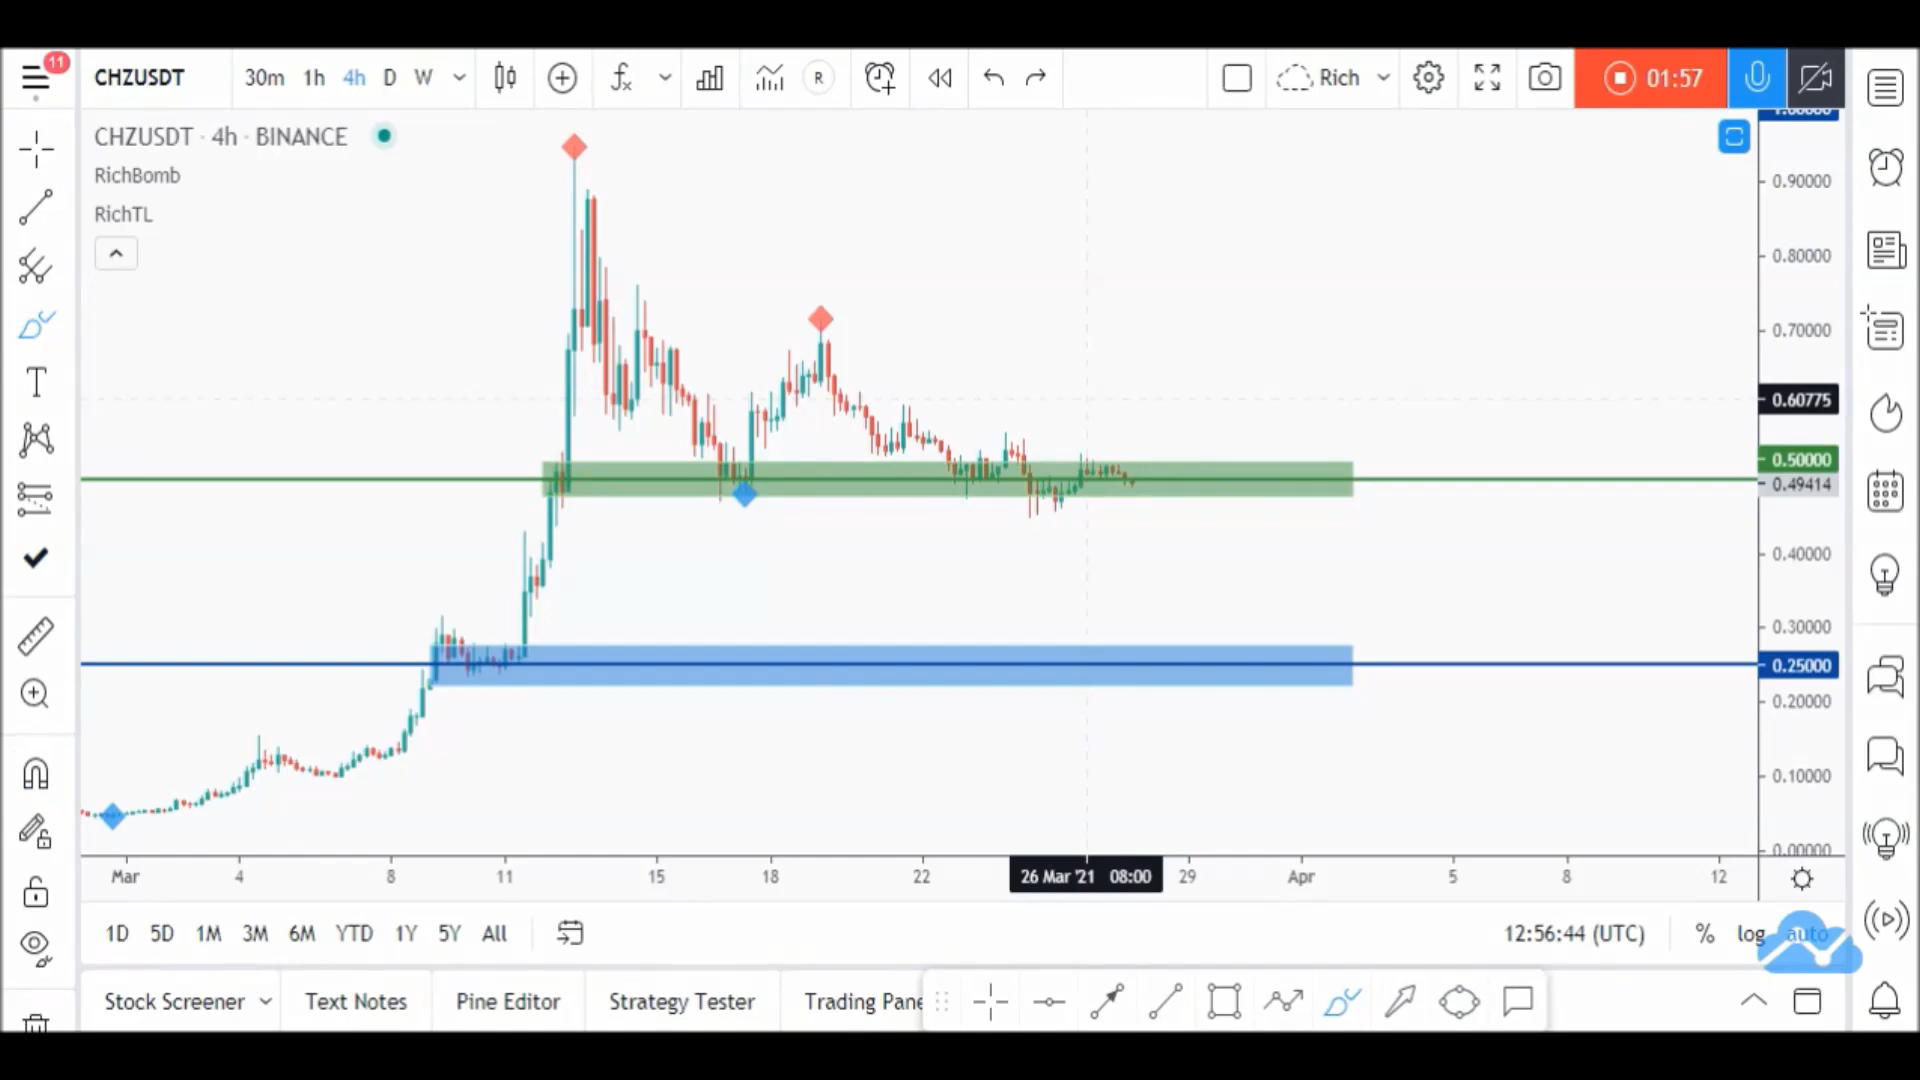 11
CHZUSDT 30m 1h 4h D W R Rich 01:57
CHZUSDT · 4h · BINANCE
RichBomb
RichTL
0.90000
0.80000
0.70000
0.60775
0.50000
0.49414
0.40000
0.30000
0.25000
0.20000
0.10000
0.00000
Mar 4 8 11 15 18 22 26 Mar '21 08:00 29 Apr 5 8 12
1D 5D 1M 3M 6M YTD 1Y 5Y All 12:56:44 (UTC) % log auto
Stock Screener Text Notes Pine Editor Strategy Tester Trading Pane